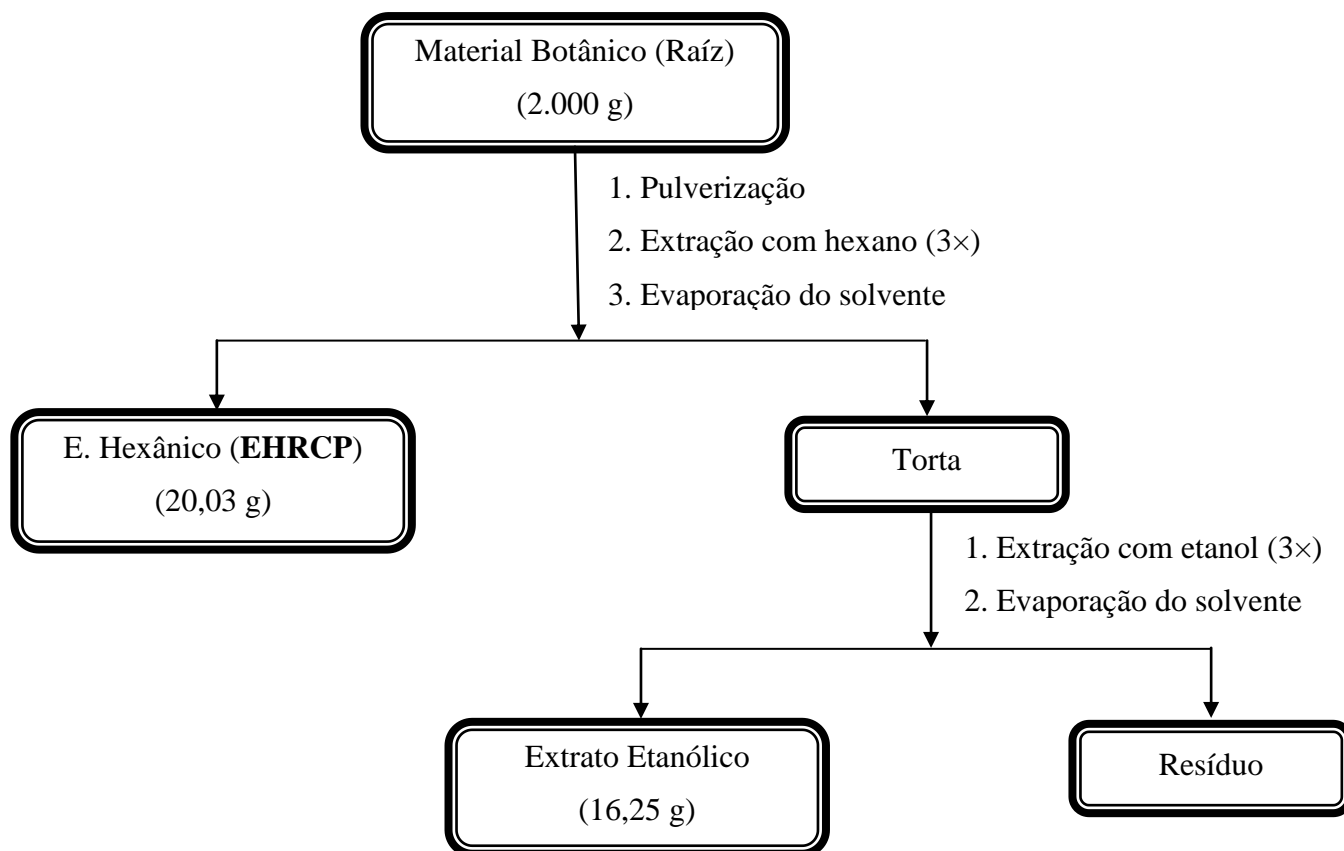 Material Botânico (Raíz)
(2.000 g)
1. Pulverização
2. Extração com hexano (3×)
3. Evaporação do solvente
E. Hexânico (EHRCP)
(20,03 g)
Torta
1. Extração com etanol (3×)
2. Evaporação do solvente
Extrato Etanólico
(16,25 g)
Resíduo